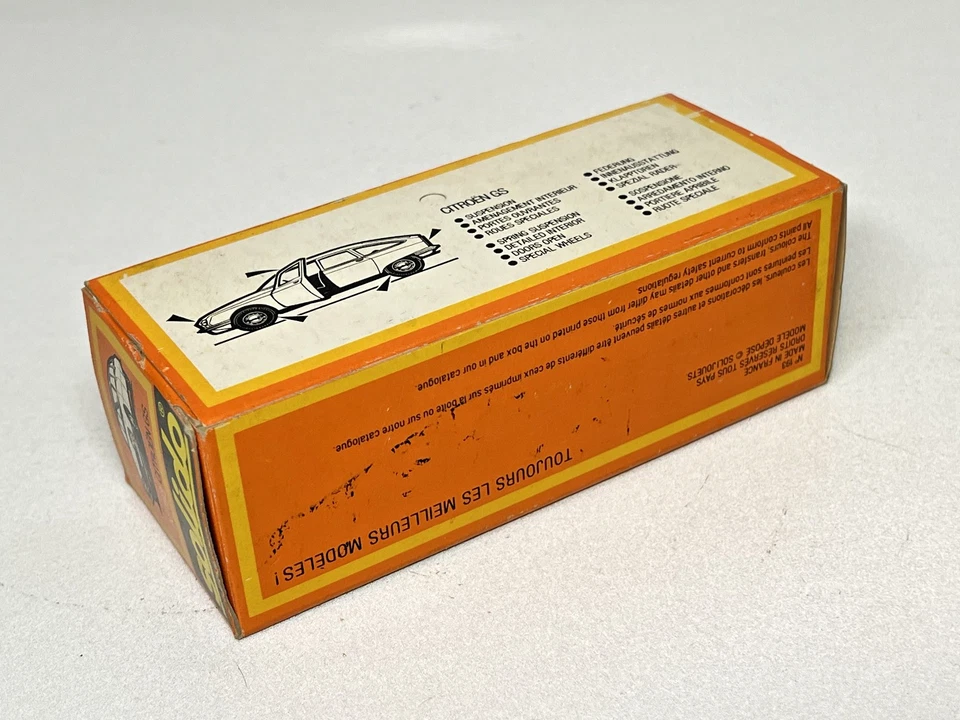 CITROËN GS
● SUSPENSION
● AMENAGEMENT INTERIEUR
● PORTES OUVRANTES
● ROUES SPECIALES
● SPRING SUSPENSION
● DETAILED INTERIOR
● DOORS OPEN
● SPECIAL WHEELS
● FEDERUNG
● INNENAUSSTATTUNG
● KLAPPTÜREN
● SPEZIAL RÄDER
● SOSPENSIONE
● ARREDAMENTO INTERNO
● PORTIERE APRIBILE
● RUOTE SPECIALE
TOUJOURS LES MEILLEURS MODÈLES !
Les couleurs, les décorations et autres détails peuvent être différents de ceux imprimés sur la boîte ou sur notre catalogue.
Les peintures sont conformes aux normes de sécurité.
The colours, transfers and other details may differ from those printed on the box and in our catalogue
All paints conform to current safety regulations
N° 193
MADE IN FRANCE
DROITS RÉSERVÉS TOUS PAYS
MODÈLE DÉPOSÉ © SOLIJOUETS
solido